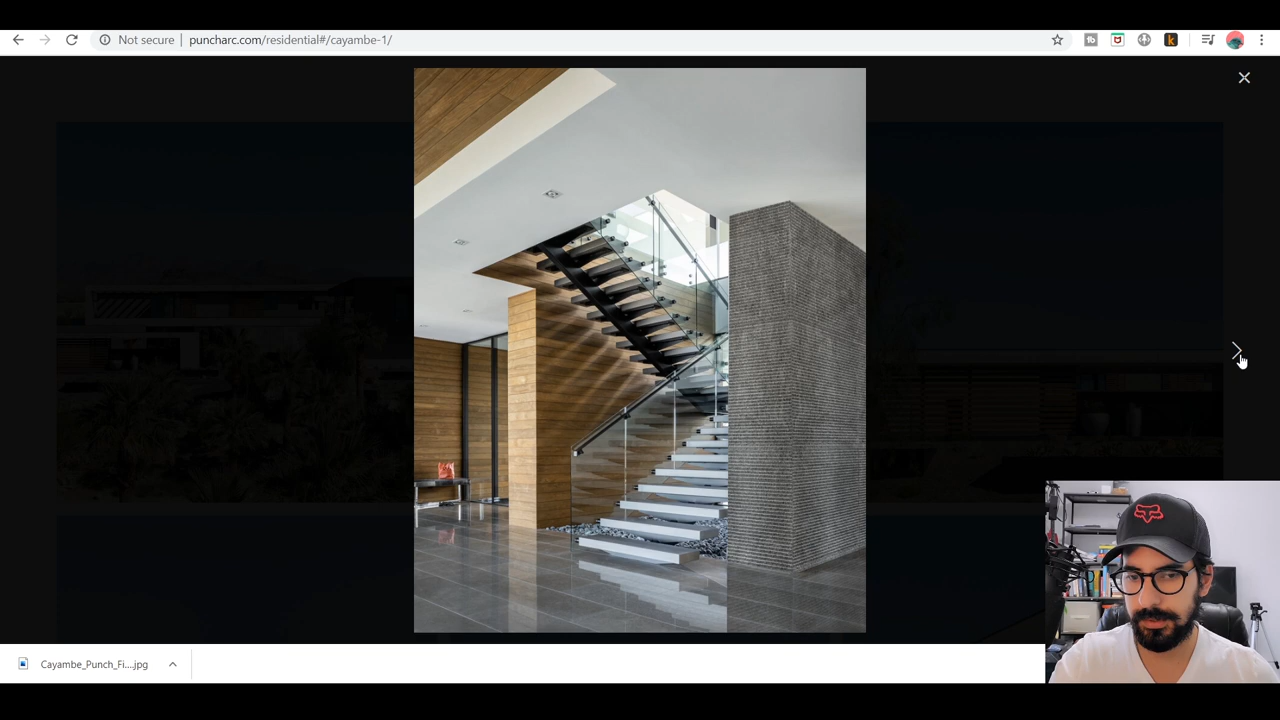 Not secure | puncharc.com/residential#/cayambe-1/
Cayambe_Punch_Fi....jpg